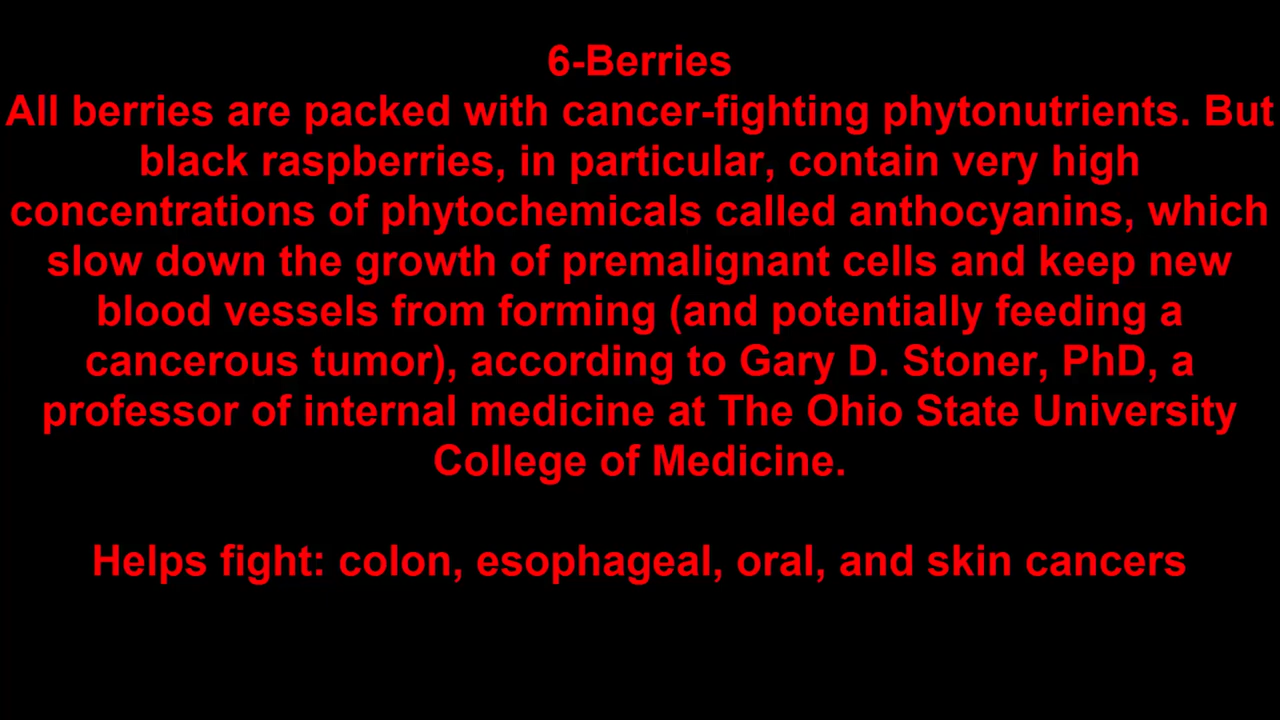 6-Berries
All berries are packed with cancer-fighting phytonutrients. But
black raspberries, in particular, contain very high
concentrations of phytochemicals called anthocyanins, which
slow down the growth of premalignant cells and keep new
blood vessels from forming (and potentially feeding a
cancerous tumor), according to Gary D. Stoner, PhD, a
professor of internal medicine at The Ohio State University
College of Medicine.
Helps fight: colon, esophageal, oral, and skin cancers